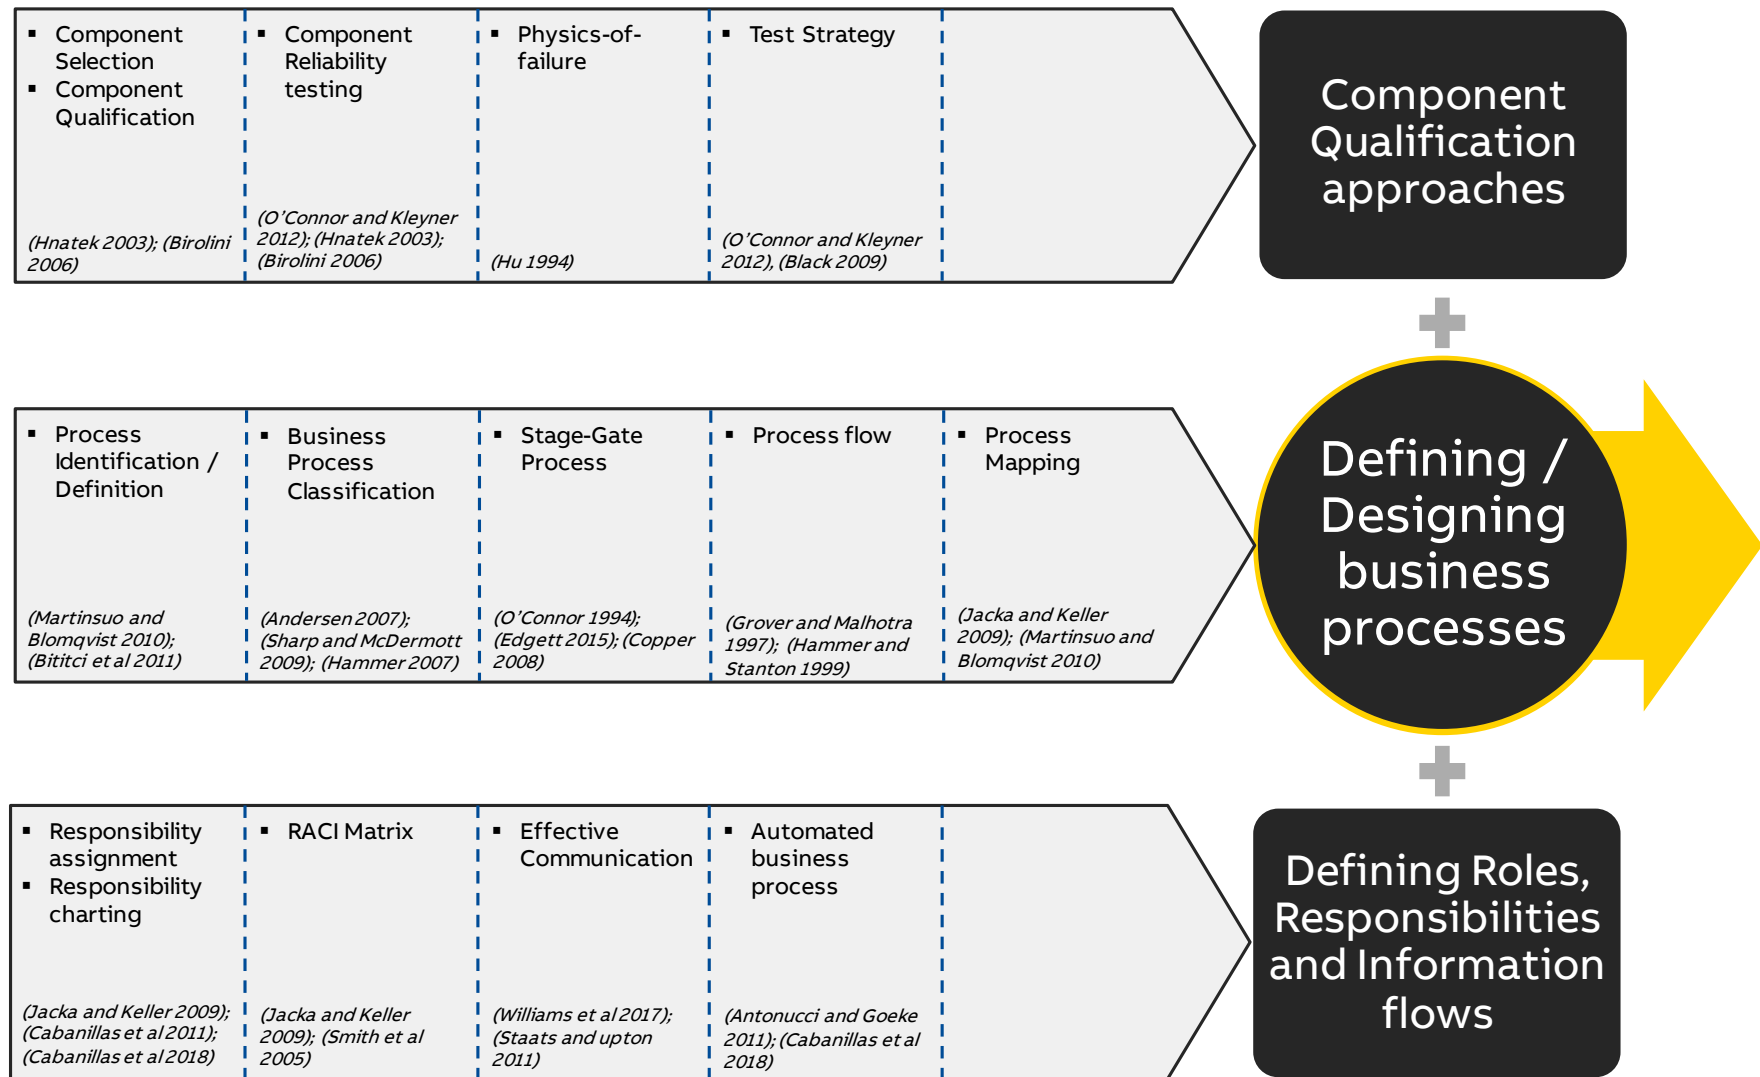 ▪ Component
Selection
▪ Component
Qualification
(Hnatek 2003); (Birolini
2006)
▪ Component
Reliability
testing
(O’Connor and Kleyner
2012); (Hnatek 2003);
(Birolini 2006)
▪ Physics-of-
failure
(Hu 1994)
▪ Test Strategy
(O’Connor and Kleyner
2012), (Black 2009)
Component
Qualification
approaches
▪ Process
Identification /
Definition
(Martinsuo and
Blomqvist 2010);
(Bititci et al 2011)
▪ Business
Process
Classification
(Andersen 2007);
(Sharp and McDermott
2009); (Hammer 2007)
▪ Stage-Gate
Process
(O’Connor 1994);
(Edgett 2015); (Copper
2008)
▪ Process flow
(Grover and Malhotra
1997); (Hammer and
Stanton 1999)
▪ Process
Mapping
(Jacka and Keller
2009); (Martinsuo and
Blomqvist 2010)
Defining /
Designing
business
processes
▪ Responsibility
assignment
▪ Responsibility
charting
(Jacka and Keller 2009);
(Cabanillas et al 2011);
(Cabanillas et al 2018)
▪ RACI Matrix
(Jacka and Keller
2009); (Smith et al
2005)
▪ Effective
Communication
(Williams et al 2017);
(Staats and upton
2011)
▪ Automated
business
process
(Antonucci and Goeke
2011); (Cabanillas et al
2018)
Defining Roles,
Responsibilities
and Information
flows